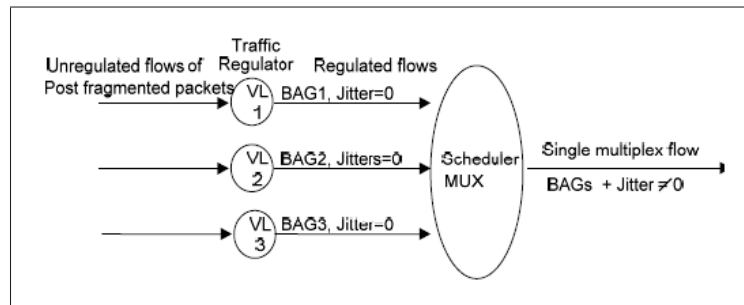 Traffic
Unregulated flows of Regulator Regulated flows
Post fragmented packets
VL
1
BAG1, Jitter=0
VL
2
BAG2, Jitters=0
Scheduler
MUX
Single multiplex flow
BAGs + Jitter ≠0
VL
3
BAG3, Jitter=0